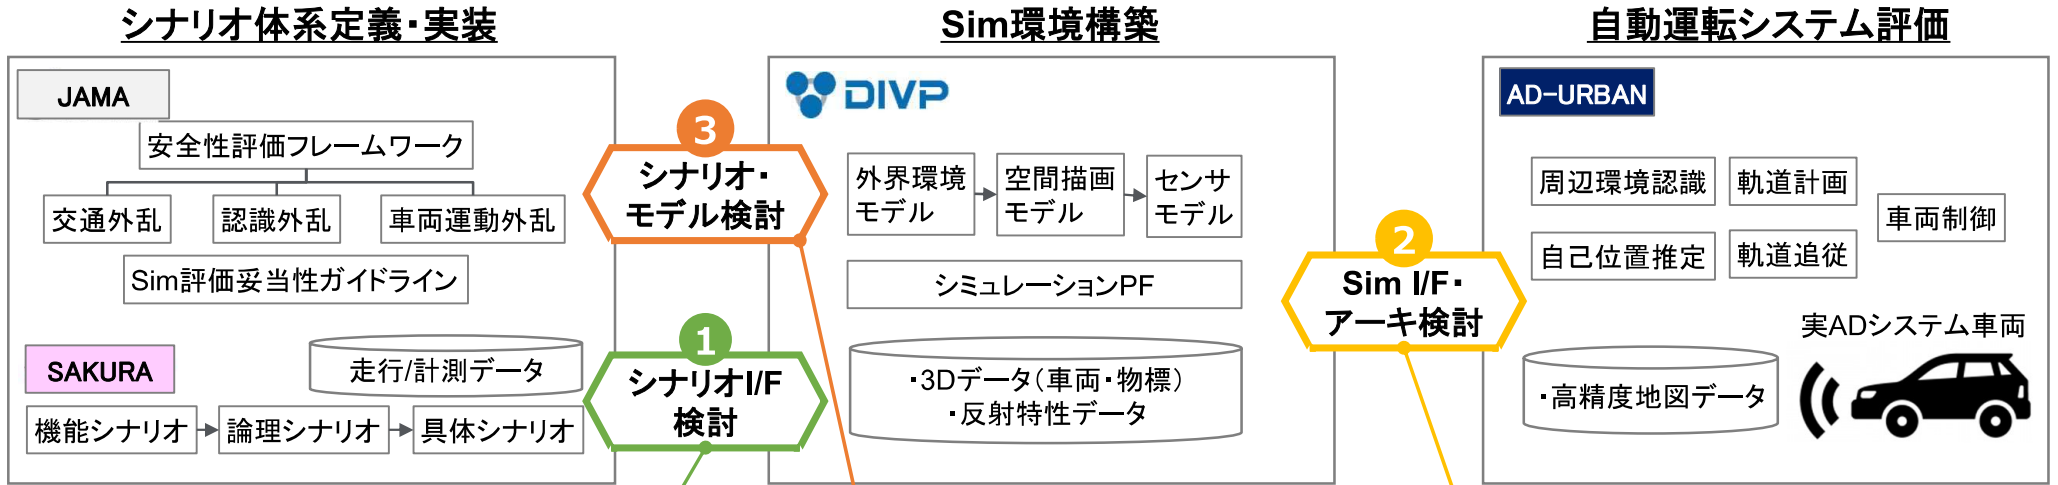 シナリオ体系定義・実装
JAMA
安全性評価フレームワーク
交通外乱
認識外乱
車両運動外乱
Sim評価妥当性ガイドライン
SAKURA
走行/計測データ
機能シナリオ
論理シナリオ
具体シナリオ
3
シナリオ・
モデル検討
1
シナリオI/F
検討
Sim環境構築
DIVP
外界環境
モデル
空間描画
モデル
センサ
モデル
シミュレーションPF
・3Dデータ（車両・物標）
・反射特性データ
2
Sim I/F・
アーキ検討
自動運転システム評価
AD-URBAN
周辺環境認識
軌道計画
車両制御
自己位置推定
軌道追従
実ADシステム車両
・高精度地図データ